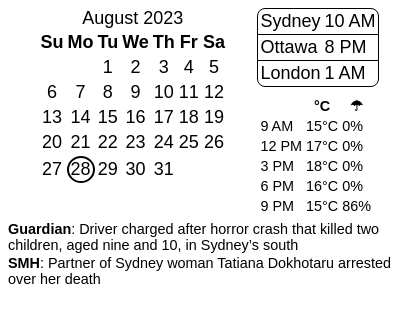 August 2023
Su Mo Tu We Th Fr Sa
1 2 3 4 5
6 7 8 9 10 11 12
13 14 15 16 17 18 19
20 21 22 23 24 25 26
27 28 29 30 31
Sydney 10 AM
Ottawa 8 PM
London 1 AM
°C ☂
9 AM 15°C 0%
12 PM 17°C 0%
3 PM 18°C 0%
6 PM 16°C 0%
9 PM 15°C 86%
Guardian: Driver charged after horror crash that killed two
children, aged nine and 10, in Sydney’s south
SMH: Partner of Sydney woman Tatiana Dokhotaru arrested
over her death